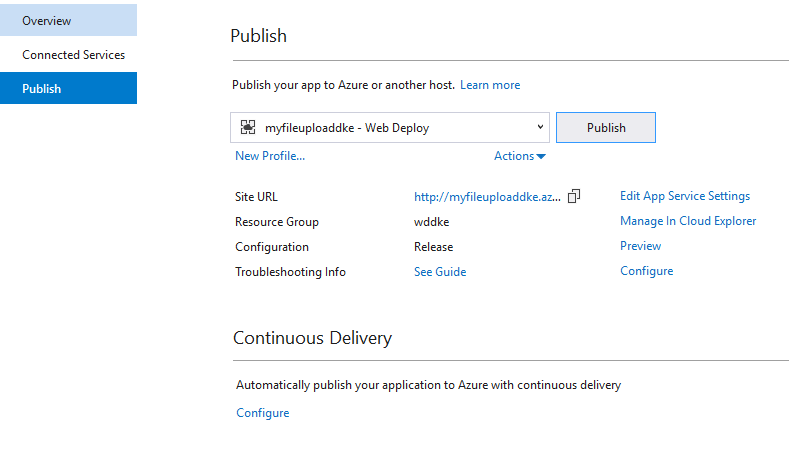 Overview
Connected Services
Publish
Publish
Publish your app to Azure or another host. Learn more
myfileuploaddke - Web Deploy
Publish
New Profile...
Actions
Site URL http://myfileuploaddke.az... Edit App Service Settings
Resource Group wddke Manage In Cloud Explorer
Configuration Release Preview
Troubleshooting Info See Guide Configure
Continuous Delivery
Automatically publish your application to Azure with continuous delivery
Configure